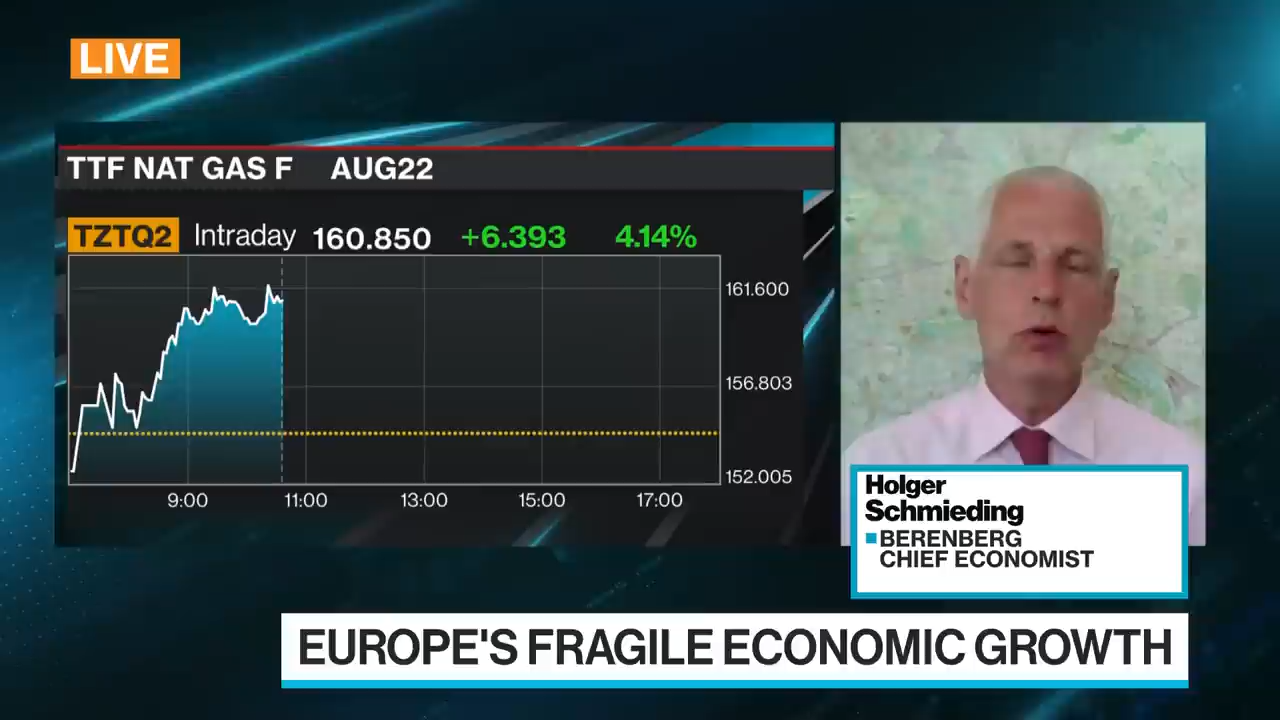 LIVE
TTF NAT GAS F AUG22
TZTQ2 Intraday 160.850 +6.393 4.14%
161.600
156.803
152.005
9:00 11:00 13:00 15:00 17:00
Holger
Schmieding
BERENBERG
CHIEF ECONOMIST
EUROPE'S FRAGILE ECONOMIC GROWTH